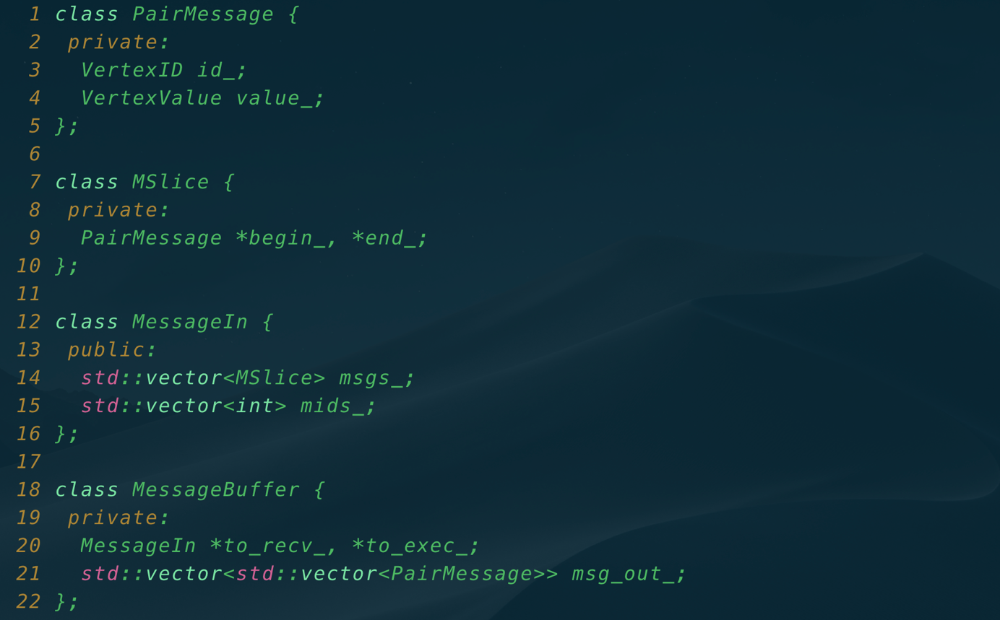 1 class PairMessage {
2  private:
3   VertexID id_;
4   VertexValue value_;
5 };
6
7 class MSlice {
8  private:
9   PairMessage *begin_, *end_;
10 };
11
12 class MessageIn {
13  public:
14   std::vector<MSlice> msgs_;
15   std::vector<int> mids_;
16 };
17
18 class MessageBuffer {
19  private:
20   MessageIn *to_recv_, *to_exec_;
21   std::vector<std::vector<PairMessage>> msg_out_;
22 };